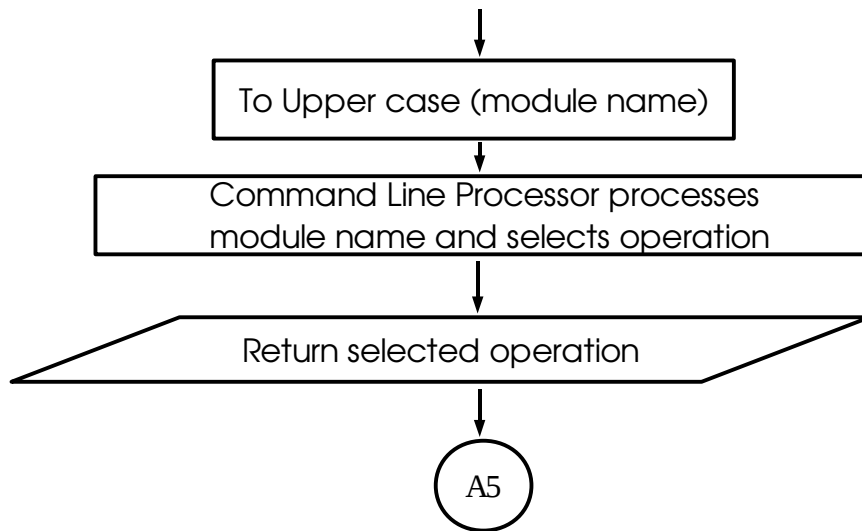 To Upper case (module name)
Command Line Processor processes
module name and selects operation
Return selected operation
A5